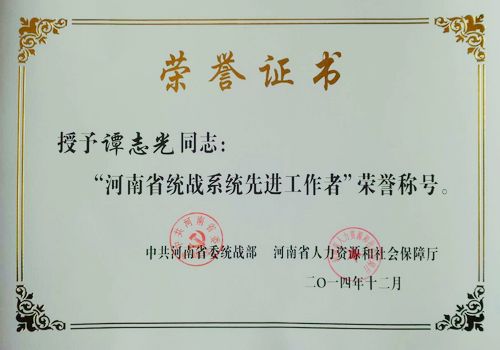 荣誉证书
授予谭志光同志：
“河南省统战系统先进工作者”荣誉称号。
中共河南省委统战部 河南省人力资源和社会保障厅
二〇一四年十二月